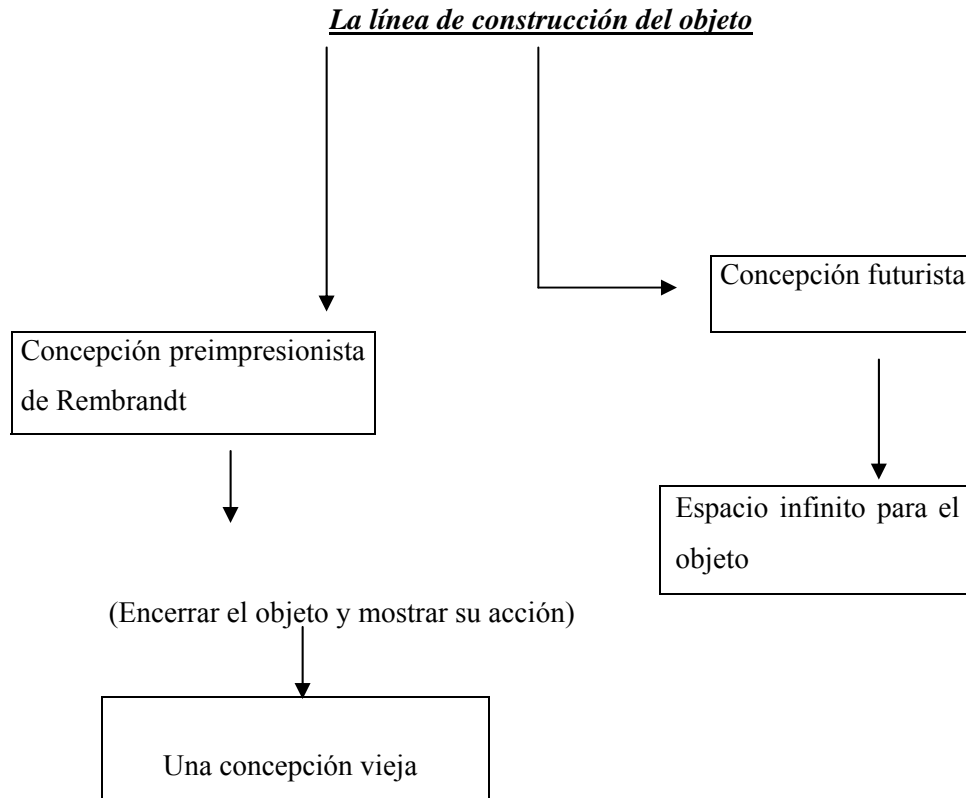 La línea de construcción del objeto
Concepción futurista
Concepción preimpresionista
de Rembrandt
Espacio infinito para el
objeto
(Encerrar el objeto y mostrar su acción)
Una concepción vieja